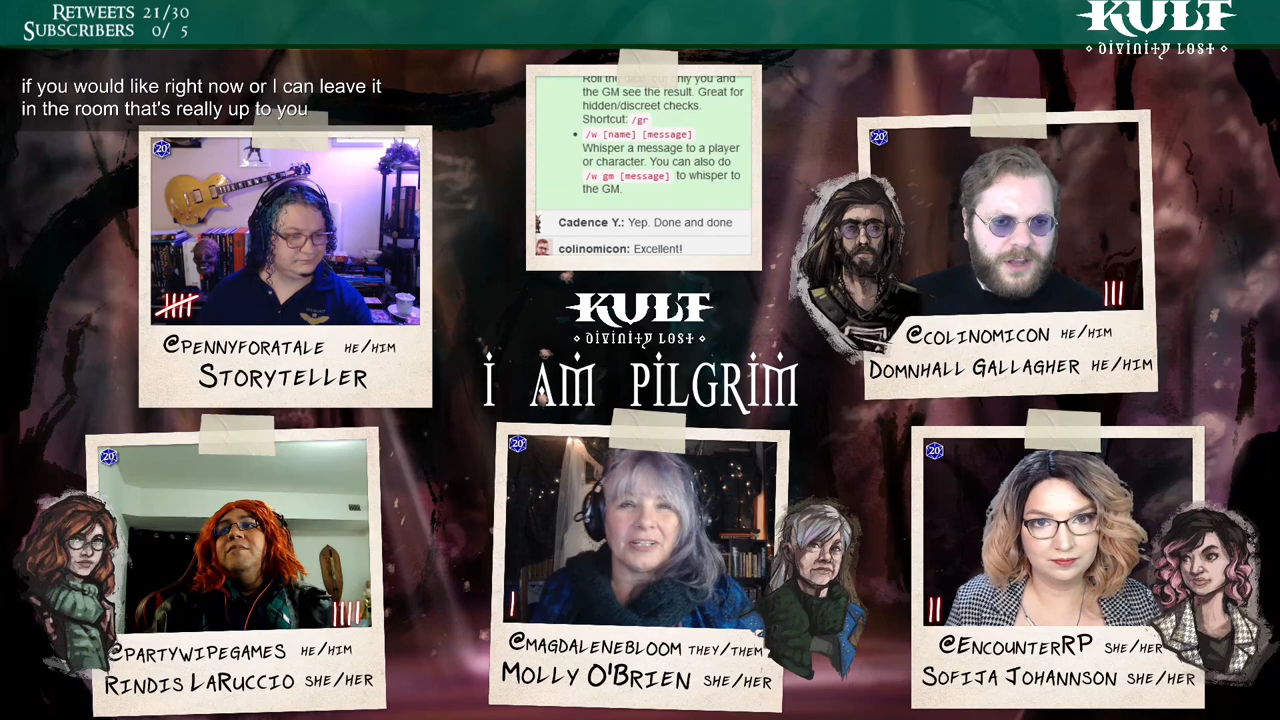 RETWEETS 21/30
SUBSCRIBERS 0/ 5
KULT
DIVINITY LOST
if you would like right now or I can leave it
in the room that's really up to you
the GM see the result. Great for
hidden/discreet checks.
Shortcut: /gr
/w [name] [message]
Whisper a message to a player
or character. You can also do
/w gm [message] to whisper to
the GM.
Cadence Y.: Yep. Done and done
colinomicon: Excellent!
20
20
@PENNYFORATALE HE/HIM
STORYTELLER
KULT
DIVINITY LOST
I AM PILGRIM
@COLINOMICON HE/HIM
DOMNHALL GALLAGHER HE/HIM
20
20
20
@PARTYWIPEGAMES HE/HIM
RINDIS LARUCCIO SHE/HER
@MAGDALENEBLOOM THEY/THEM
MOLLY O'BRIEN SHE/HER
@ENCOUNTERRP SHE/HER
SOFIJA JOHANNSON SHE/HER